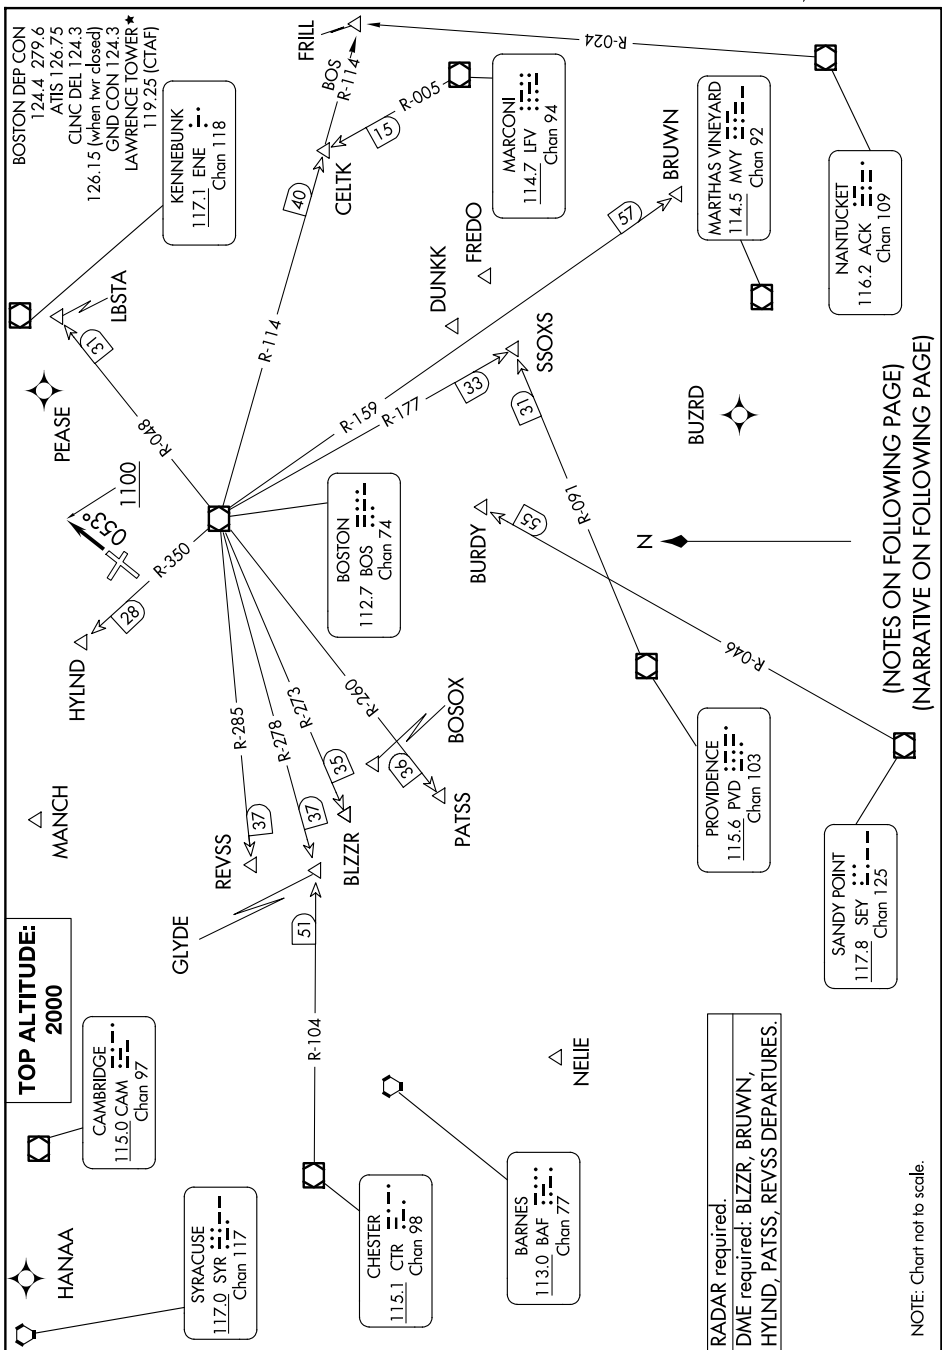 BOSTON DEP CON
124.4 279.6
ATIS 126.75
CLNC DEL 124.3
126.15 (when twr closed)
GND CON 124.3
LAWRENCE TOWER★
119.25 (CTAF)
TOP ALTITUDE:
2000
HANAA
SYRACUSE
117.0 SYR
Chan 117
CAMBRIDGE
115.0 CAM
Chan 97
MANCH
HYLND
28
R-350
053°
1100
PEASE
LBSTA
31
R-048
KENNEBUNK
117.1 ENE
Chan 118
GLYDE
REVSS
37
R-285
37
R-278
BLZZR
35
R-273
BOSOX
PATSS
36
R-260
51
R-104
CHESTER
115.1 CTR
Chan 98
BARNES
113.0 BAF
Chan 77
NELIE
BOSTON
112.7 BOS
Chan 74
R-114
40
CELTK
BOS
R-114
FRILL
R-005
15
MARCONI
114.7 LFV
Chan 94
R-024
R-159
57
BRUWN
R-177
33
SSOXS
DUNKK
FREDO
BURDY
55
R-046
31
R-091
PROVIDENCE
115.6 PVD
Chan 103
SANDY POINT
117.8 SEY
Chan 125
N
BUZRD
MARTHAS VINEYARD
114.5 MVY
Chan 92
NANTUCKET
116.2 ACK
Chan 109
RADAR required.
DME required: BLZZR, BRUWN,
HYLND, PATSS, REVSS DEPARTURES.
NOTE: Chart not to scale.
(NOTES ON FOLLOWING PAGE)
(NARRATIVE ON FOLLOWING PAGE)